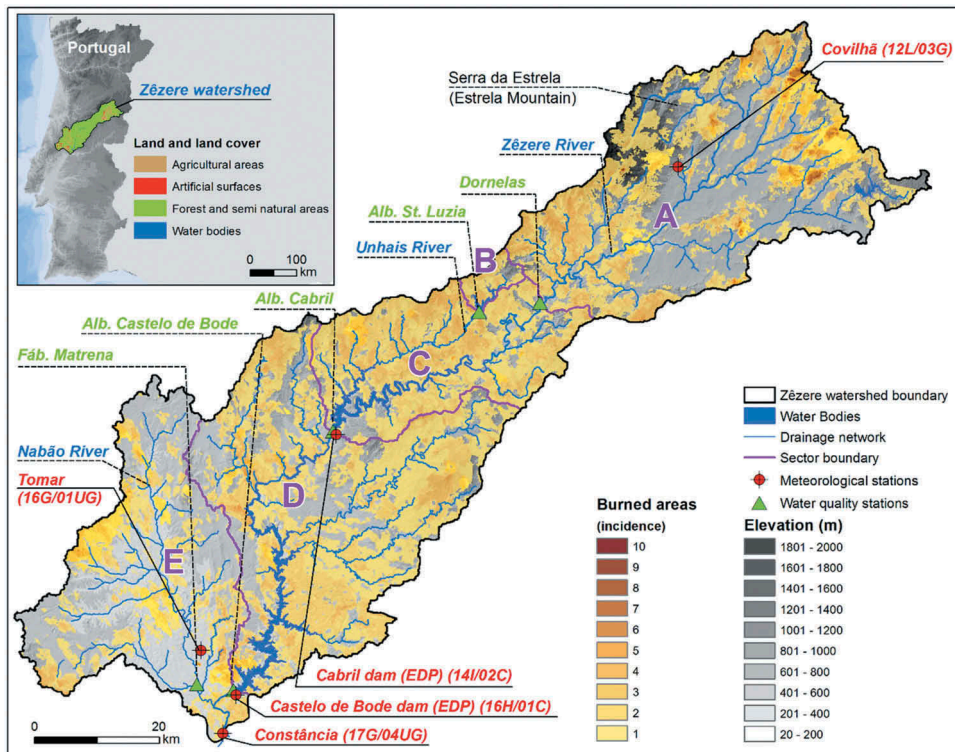 Portugal
Zêzere watershed
Land and land cover
Agricultural areas
Artificial surfaces
Forest and semi natural areas
Water bodies
0 100
km
Covilhã (12L/03G)
Serra da Estrela
(Estrela Mountain)
Zêzere River
Dornelas
Alb. St. Luzia
Unhais River
Alb. Cabril
Alb. Castelo de Bode
Fáb. Matrena
Nabão River
Tomar
(16G/01UG)
A
B
C
D
E
Cabril dam (EDP) (14I/02C)
Castelo de Bode dam (EDP) (16H/01C)
Constância (17G/04UG)
0 20
km
Zêzere watershed boundary
Water Bodies
Drainage network
Sector boundary
Meteorological stations
Water quality stations
Burned areas
(incidence)
10
9
8
7
6
5
4
3
2
1
Elevation (m)
1801 - 2000
1601 - 1800
1401 - 1600
1201 - 1400
1001 - 1200
801 - 1000
601 - 800
401 - 600
201 - 400
20 - 200